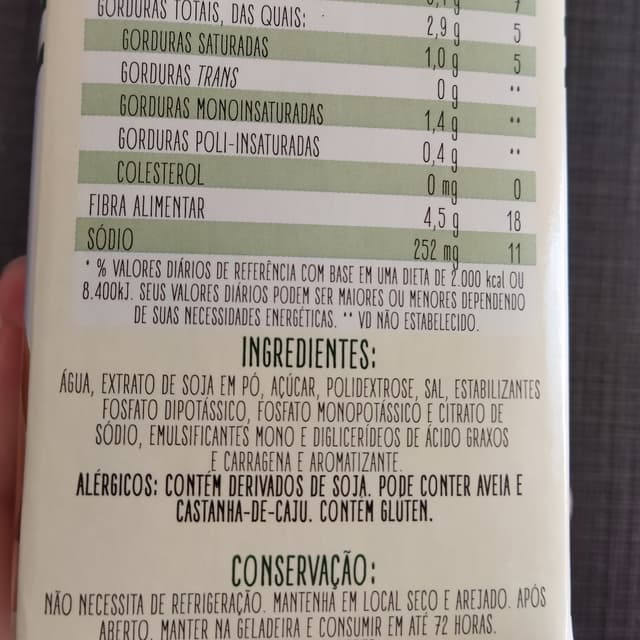 GORDURAS TOTAIS, DAS QUAIS: 2,9 g 5
GORDURAS SATURADAS 1,0 g 5
GORDURAS TRANS 0 g **
GORDURAS MONOINSATURADAS 1,4 g **
GORDURAS POLI-INSATURADAS 0,4 g **
COLESTEROL 0 mg 0
FIBRA ALIMENTAR 4,5 g 18
SÓDIO 252 mg 11
* % VALORES DIÁRIOS DE REFERÊNCIA COM BASE EM UMA DIETA DE 2.000 kcal OU
8.400kJ. SEUS VALORES DIÁRIOS PODEM SER MAIORES OU MENORES DEPENDENDO
DE SUAS NECESSIDADES ENERGÉTICAS. ** VD NÃO ESTABELECIDO.
INGREDIENTES:
ÁGUA, EXTRATO DE SOJA EM PÓ, AÇÚCAR, POLIDEXTROSE, SAL, ESTABILIZANTES
FOSFATO DIPOTÁSSICO, FOSFATO MONOPOTÁSSICO E CITRATO DE
SÓDIO, EMULSIFICANTES MONO E DIGLICERÍDEOS DE ÁCIDO GRAXOS
E CARRAGENA E AROMATIZANTE.
ALÉRGICOS: CONTÉM DERIVADOS DE SOJA. PODE CONTER AVEIA E
CASTANHA-DE-CAJU. CONTÉM GLÚTEN.
CONSERVAÇÃO:
NÃO NECESSITA DE REFRIGERAÇÃO. MANTENHA EM LOCAL SECO E AREJADO. APÓS
ABERTO, MANTER NA GELADEIRA E CONSUMIR EM ATÉ 72 HORAS.